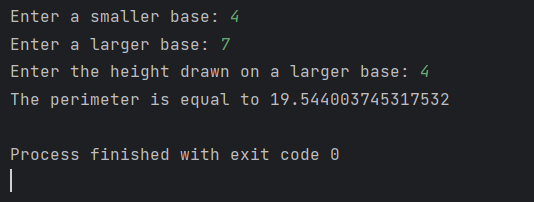 Enter a smaller base: 4
Enter a larger base: 7
Enter the height drawn on a larger base: 4
The perimeter is equal to 19.544003745317532
Process finished with exit code 0